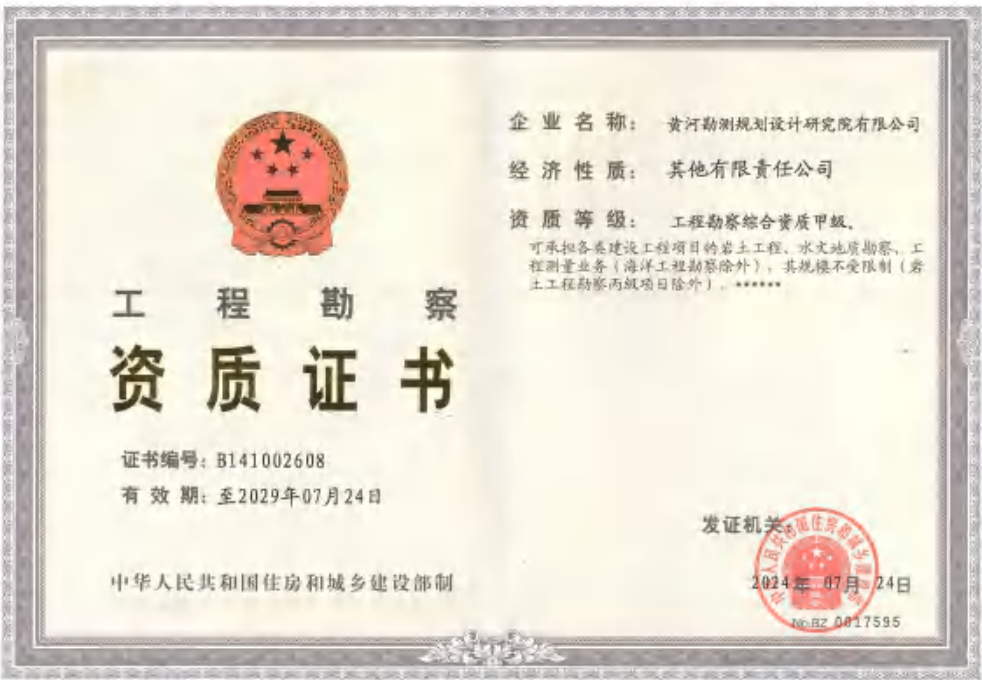 工程勘察
资质证书
证书编号：B141002608
有效期：至2029年07月24日
中华人民共和国住房和城乡建设部制
企业名称：黄河勘测规划设计研究院有限公司
经济性质：其他有限责任公司
资质等级：工程勘察综合资质甲级。
可承担各类建设工程项目的岩土工程、水文地质勘察、工
程测量业务（海洋工程勘察除外），其规模不受限制（岩
土工程勘察丙级项目除外）。******
发证机关：
2024年07月24日
No.BZ 0017595